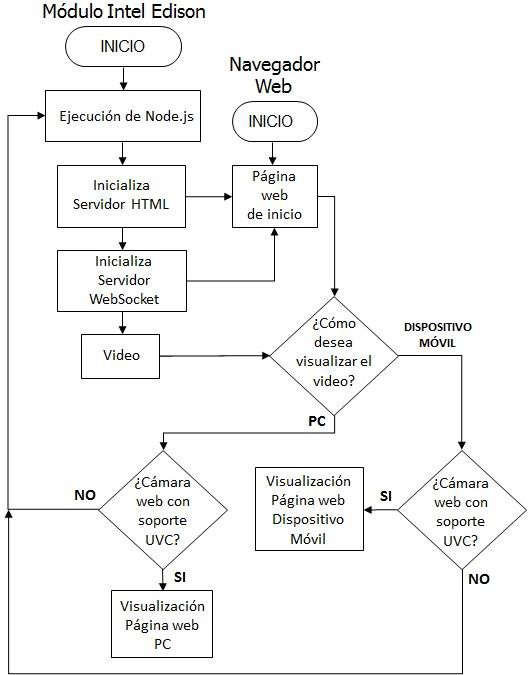 Módulo Intel Edison
INICIO
Navegador
Web
INICIO
Ejecución de Node.js
Inicializa
Servidor HTML
Página
web
de inicio
Inicializa
Servidor
WebSocket
Video
¿Cómo
desea
visualizar el
video?
DISPOSITIVO
MÓVIL
PC
¿Cámara
web con
soporte
UVC?
NO
SI
Visualización
Página web
PC
Visualización
Página web
Dispositivo
Móvil
SI
¿Cámara
web con
soporte
UVC?
NO